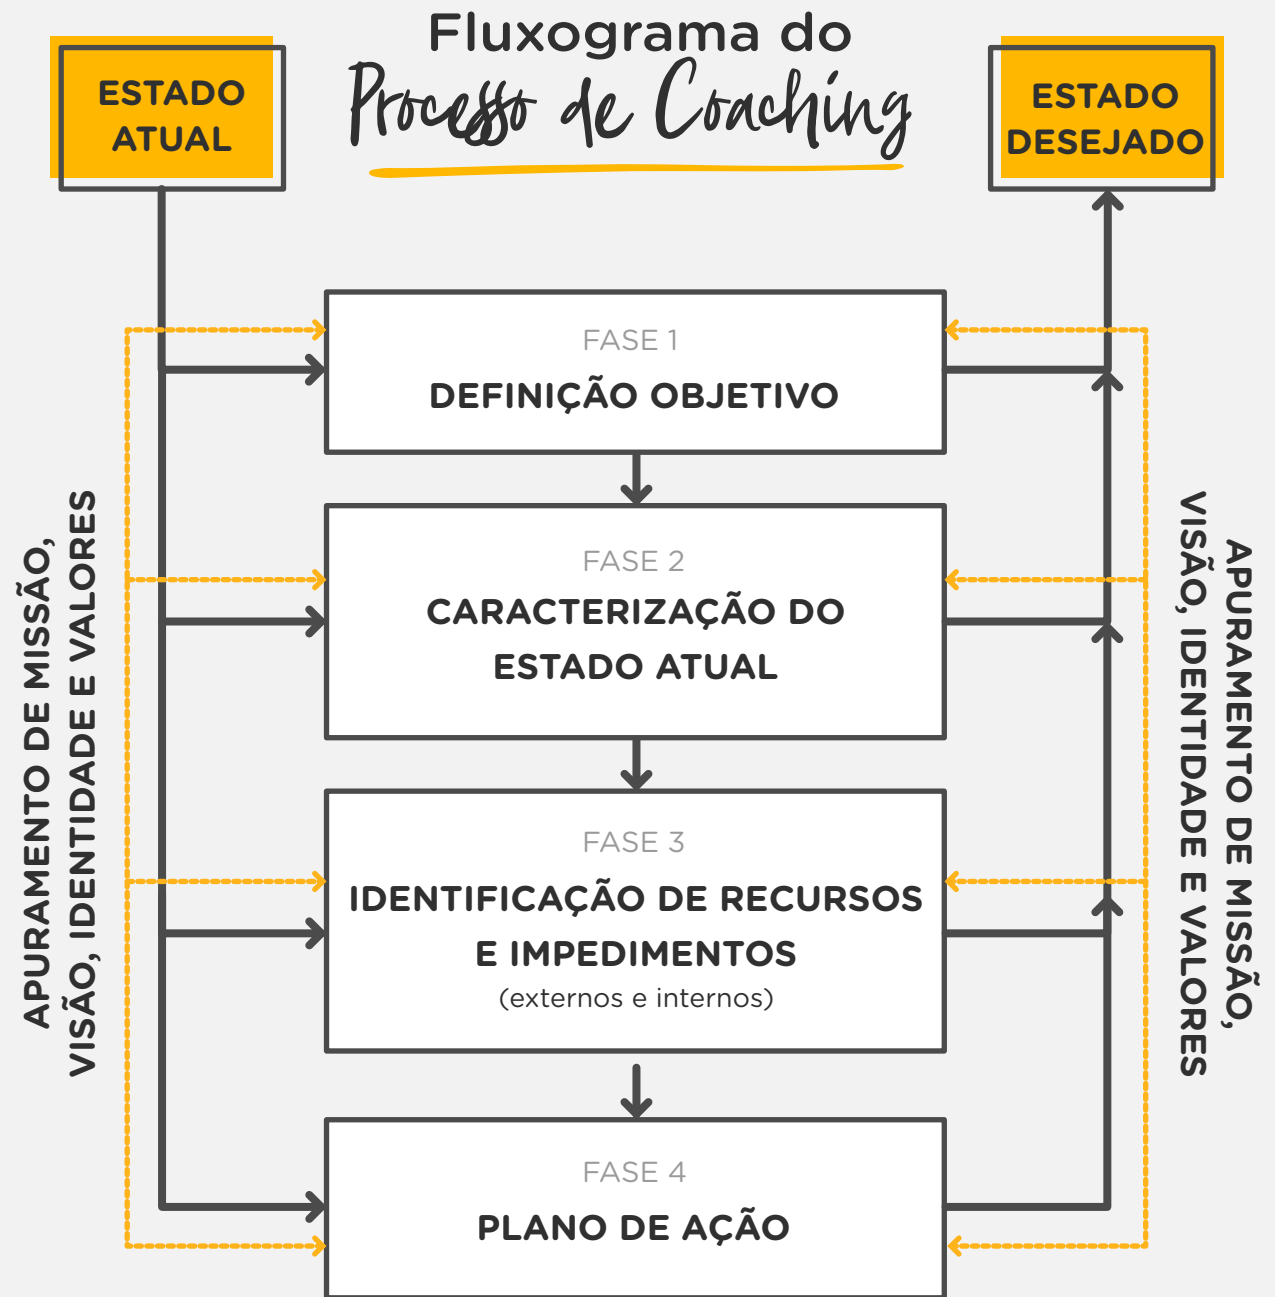 Fluxograma do
Processo de Coaching
ESTADO
ATUAL
ESTADO
DESEJADO
FASE 1
DEFINIÇÃO OBJETIVO
FASE 2
CARACTERIZAÇÃO DO
ESTADO ATUAL
FASE 3
IDENTIFICAÇÃO DE RECURSOS
E IMPEDIMENTOS
(externos e internos)
FASE 4
PLANO DE AÇÃO
APURAMENTO DE MISSÃO,
VISÃO, IDENTIDADE E VALORES
APURAMENTO DE MISSÃO,
VISÃO, IDENTIDADE E VALORES